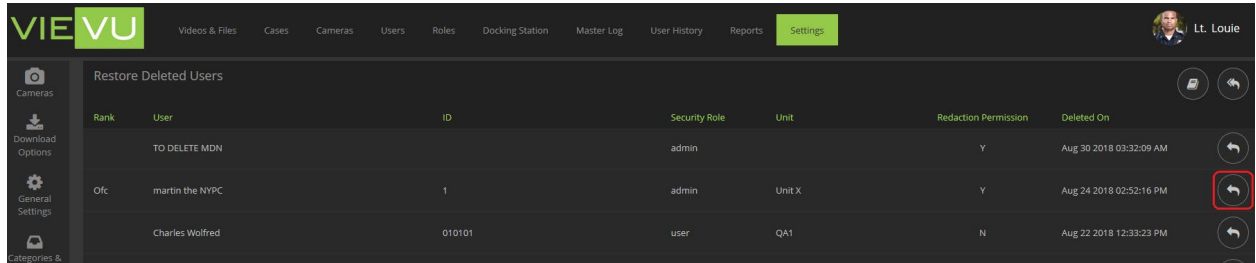 VIEVU
Videos & Files Cases Cameras Users Roles Docking Station Master Log User History Reports Settings
Lt. Louie
Cameras
Download
Options
General
Settings
Categories &
Restore Deleted Users
Rank User ID Security Role Unit Redaction Permission Deleted On
TO DELETE MDN admin Y Aug 30 2018 03:32:09 AM
Ofc martin the NYPC 1 admin Unit X Y Aug 24 2018 02:52:16 PM
Charles Wolfred 010101 user QA1 N Aug 22 2018 12:33:23 PM